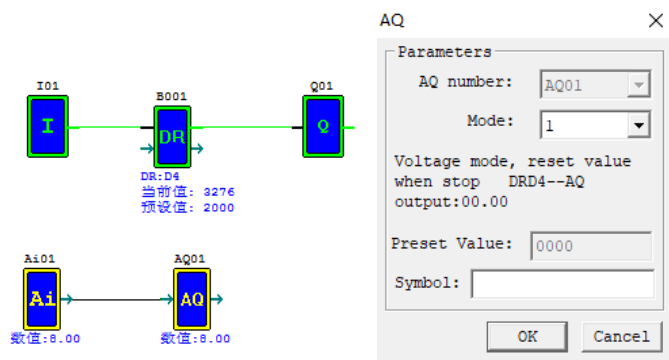 I01
I
B001
DR
DR:D4
当前值: 3276
预设值: 2000
Q01
Q
Ai01
Ai
数值:8.00
AQ01
AQ
数值:8.00
AQ
Parameters
AQ number: AQ01
Mode: 1
Voltage mode, reset value
when stop DRD4--AQ
output:00.00
Preset Value: 0000
Symbol:
OK Cancel